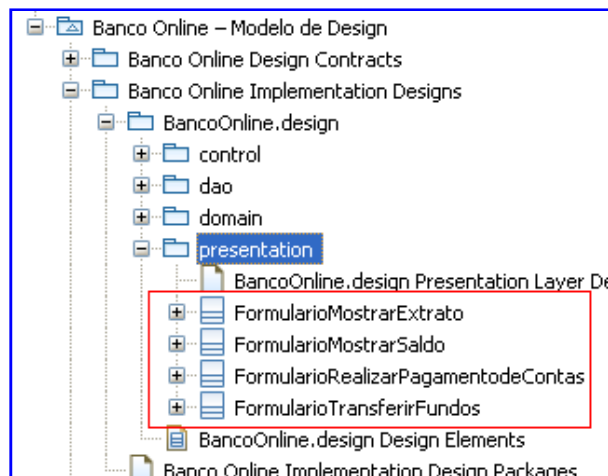 Banco Online – Modelo de Design
Banco Online Design Contracts
Banco Online Implementation Designs
BancoOnline.design
control
dao
domain
presentation
BancoOnline.design Presentation Layer De
FormularioMostrarExtrato
FormularioMostrarSaldo
FormularioRealizarPagamentodeContas
FormularioTransferirFundos
BancoOnline.design Design Elements
Banco Online Implementation Design Packages